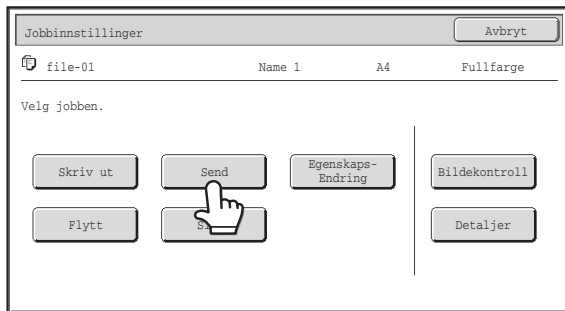 Jobbinnstillinger
Avbryt
file-01 Name 1 A4 Fullfarge
Velg jobben.
Skriv ut
Send
Egenskaps-
Endring
Bildekontroll
Flytt
Detaljer